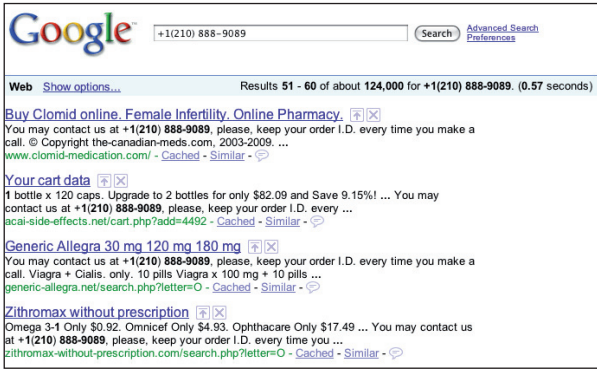 Google™
+1(210) 888-9089
Search
Advanced Search
Preferences
Web Show options... Results 51 - 60 of about 124,000 for +1(210) 888-9089. (0.57 seconds)
Buy Clomid online. Female Infertility. Online Pharmacy.
You may contact us at +1(210) 888-9089, please, keep your order I.D. every time you make a
call. © Copyright the-canadian-meds.com, 2003-2009. ...
www.clomid-medication.com/ - Cached - Similar -
Your cart data
1 bottle x 120 caps. Upgrade to 2 bottles for only $82.09 and Save 9.15%! ... You may
contact us at +1(210) 888-9089, please, keep your order I.D. every ...
acai-side-effects.net/cart.php?add=4492 - Cached - Similar -
Generic Allegra 30 mg 120 mg 180 mg
You may contact us at +1(210) 888-9089, please, keep your order I.D. every time you make a
call. Viagra + Cialis. only. 10 pills Viagra x 100 mg + 10 pills ...
generic-allegra.net/search.php?letter=O - Cached - Similar -
Zithromax without prescription
Omega 3-1 Only $0.92. Omnicef Only $4.93. Ophthacare Only $17.49 ... You may contact us
at +1(210) 888-9089, please, keep your order I.D. every time you ...
zithromax-without-prescription.com/search.php?letter=O - Cached - Similar -